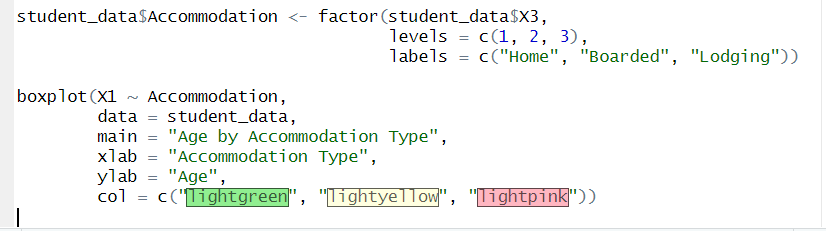 student_data$Accommodation <- factor(student_data$X3,
levels = c(1, 2, 3),
labels = c("Home", "Boarded", "Lodging"))
boxplot(X1 ~ Accommodation,
data = student_data,
main = "Age by Accommodation Type",
xlab = "Accommodation Type",
ylab = "Age",
col = c("lightgreen", "lightyellow", "lightpink"))